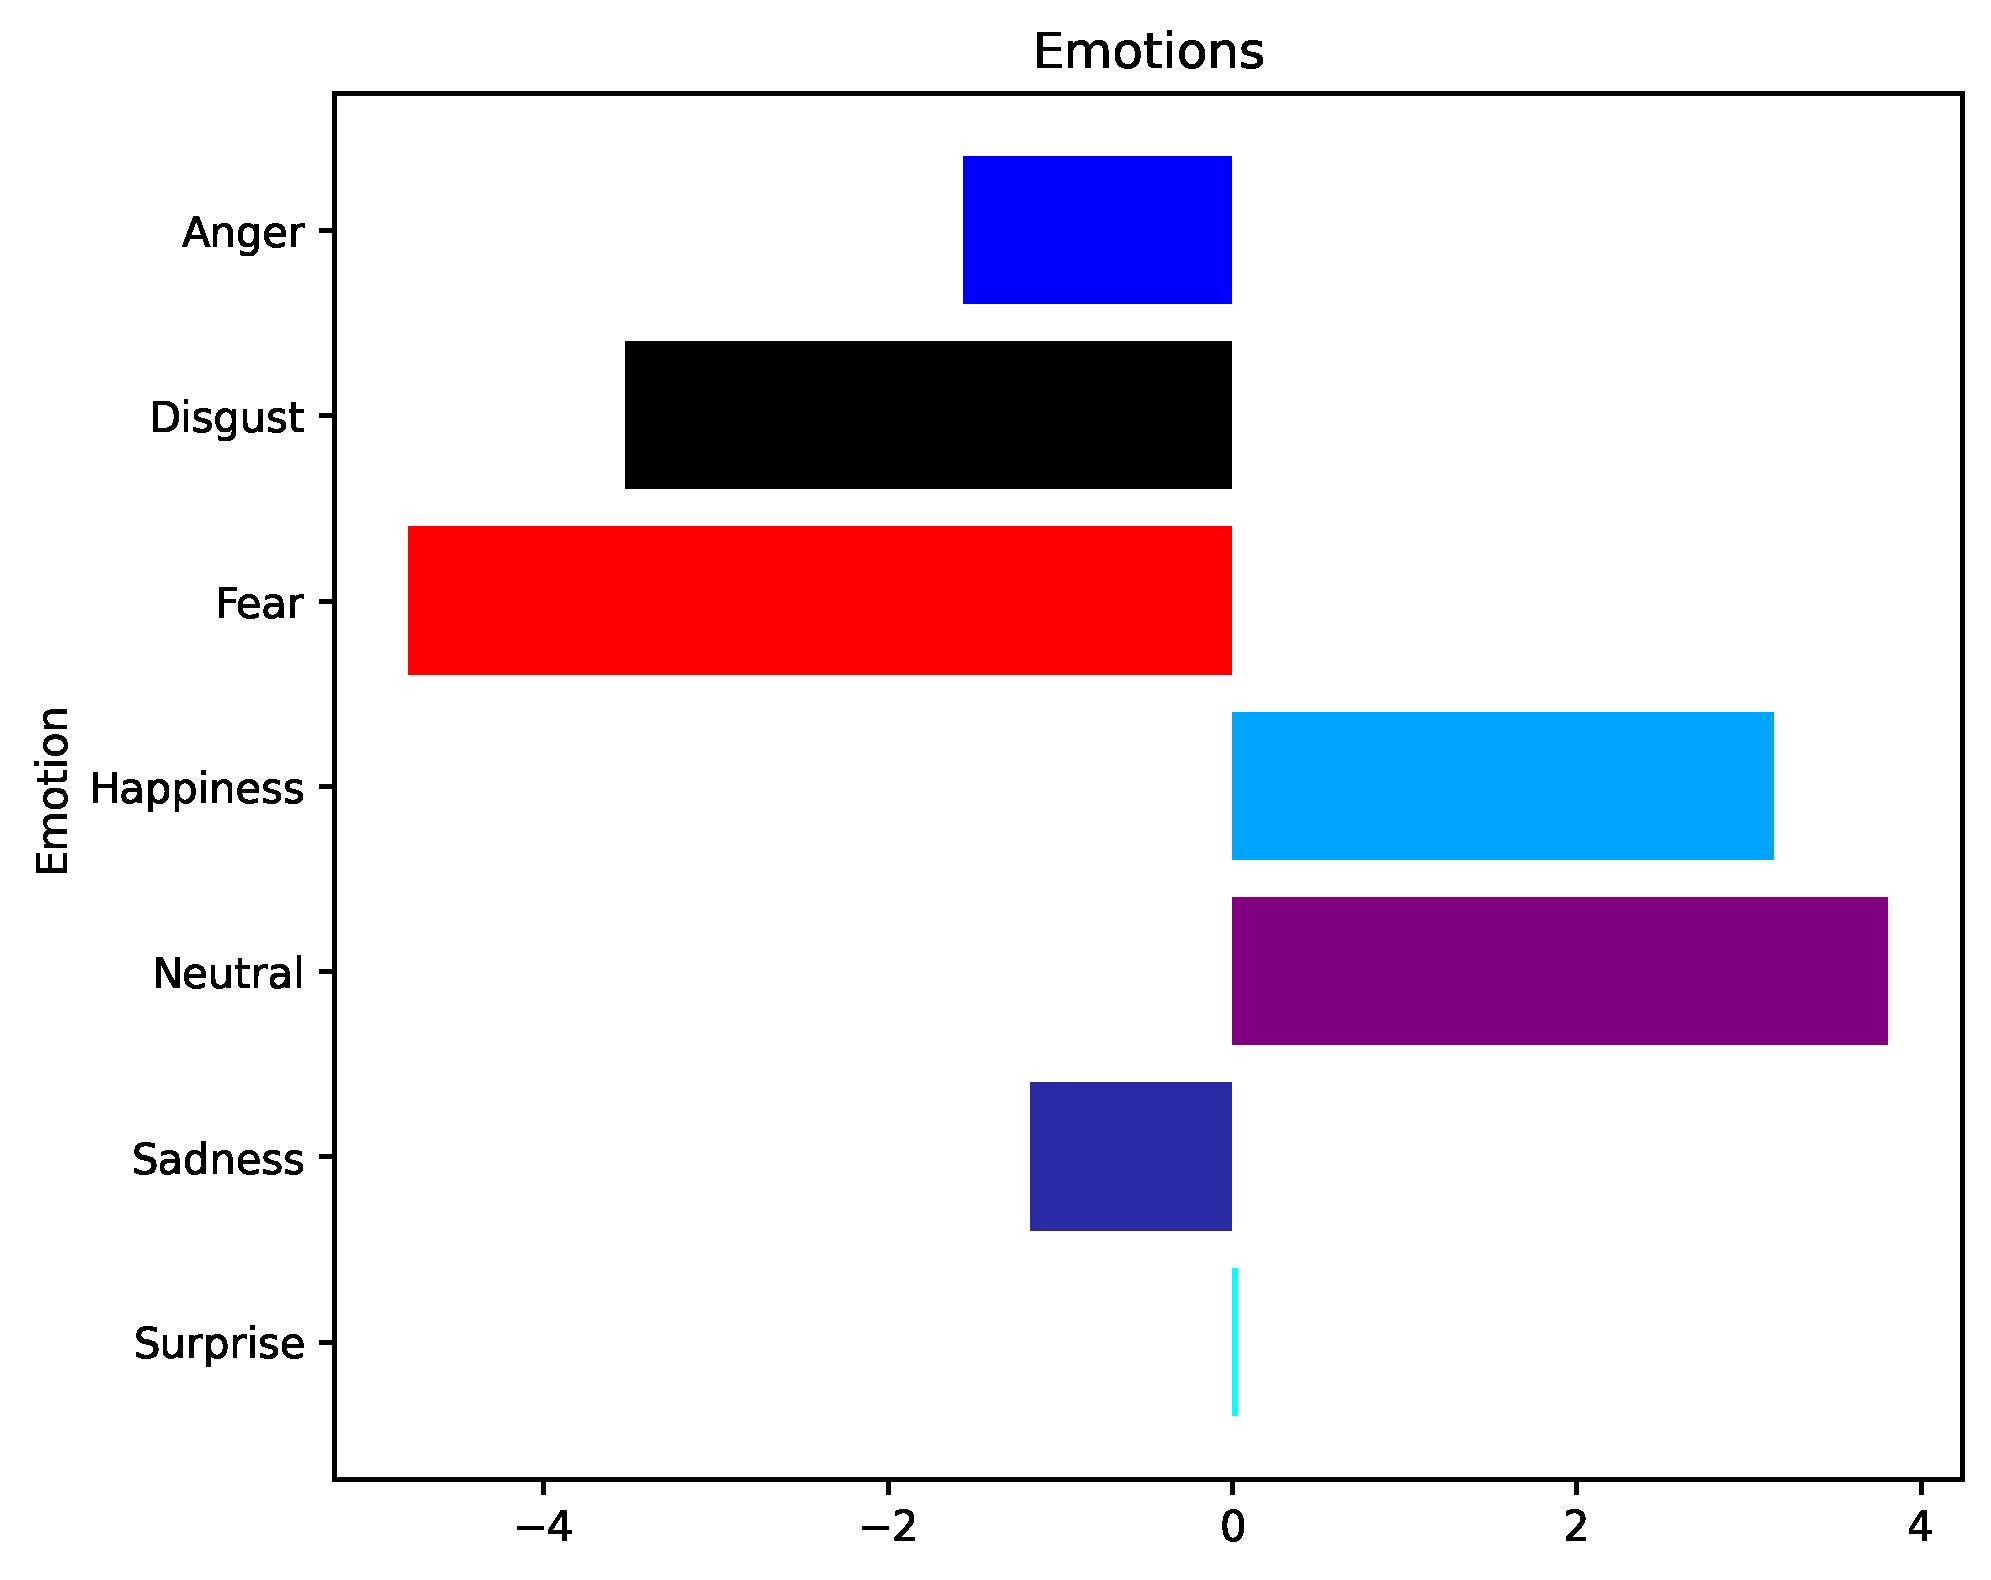 Emotions
Emotion
Anger
Disgust
Fear
Happiness
Neutral
Sadness
Surprise
−4 −2 0 2 4